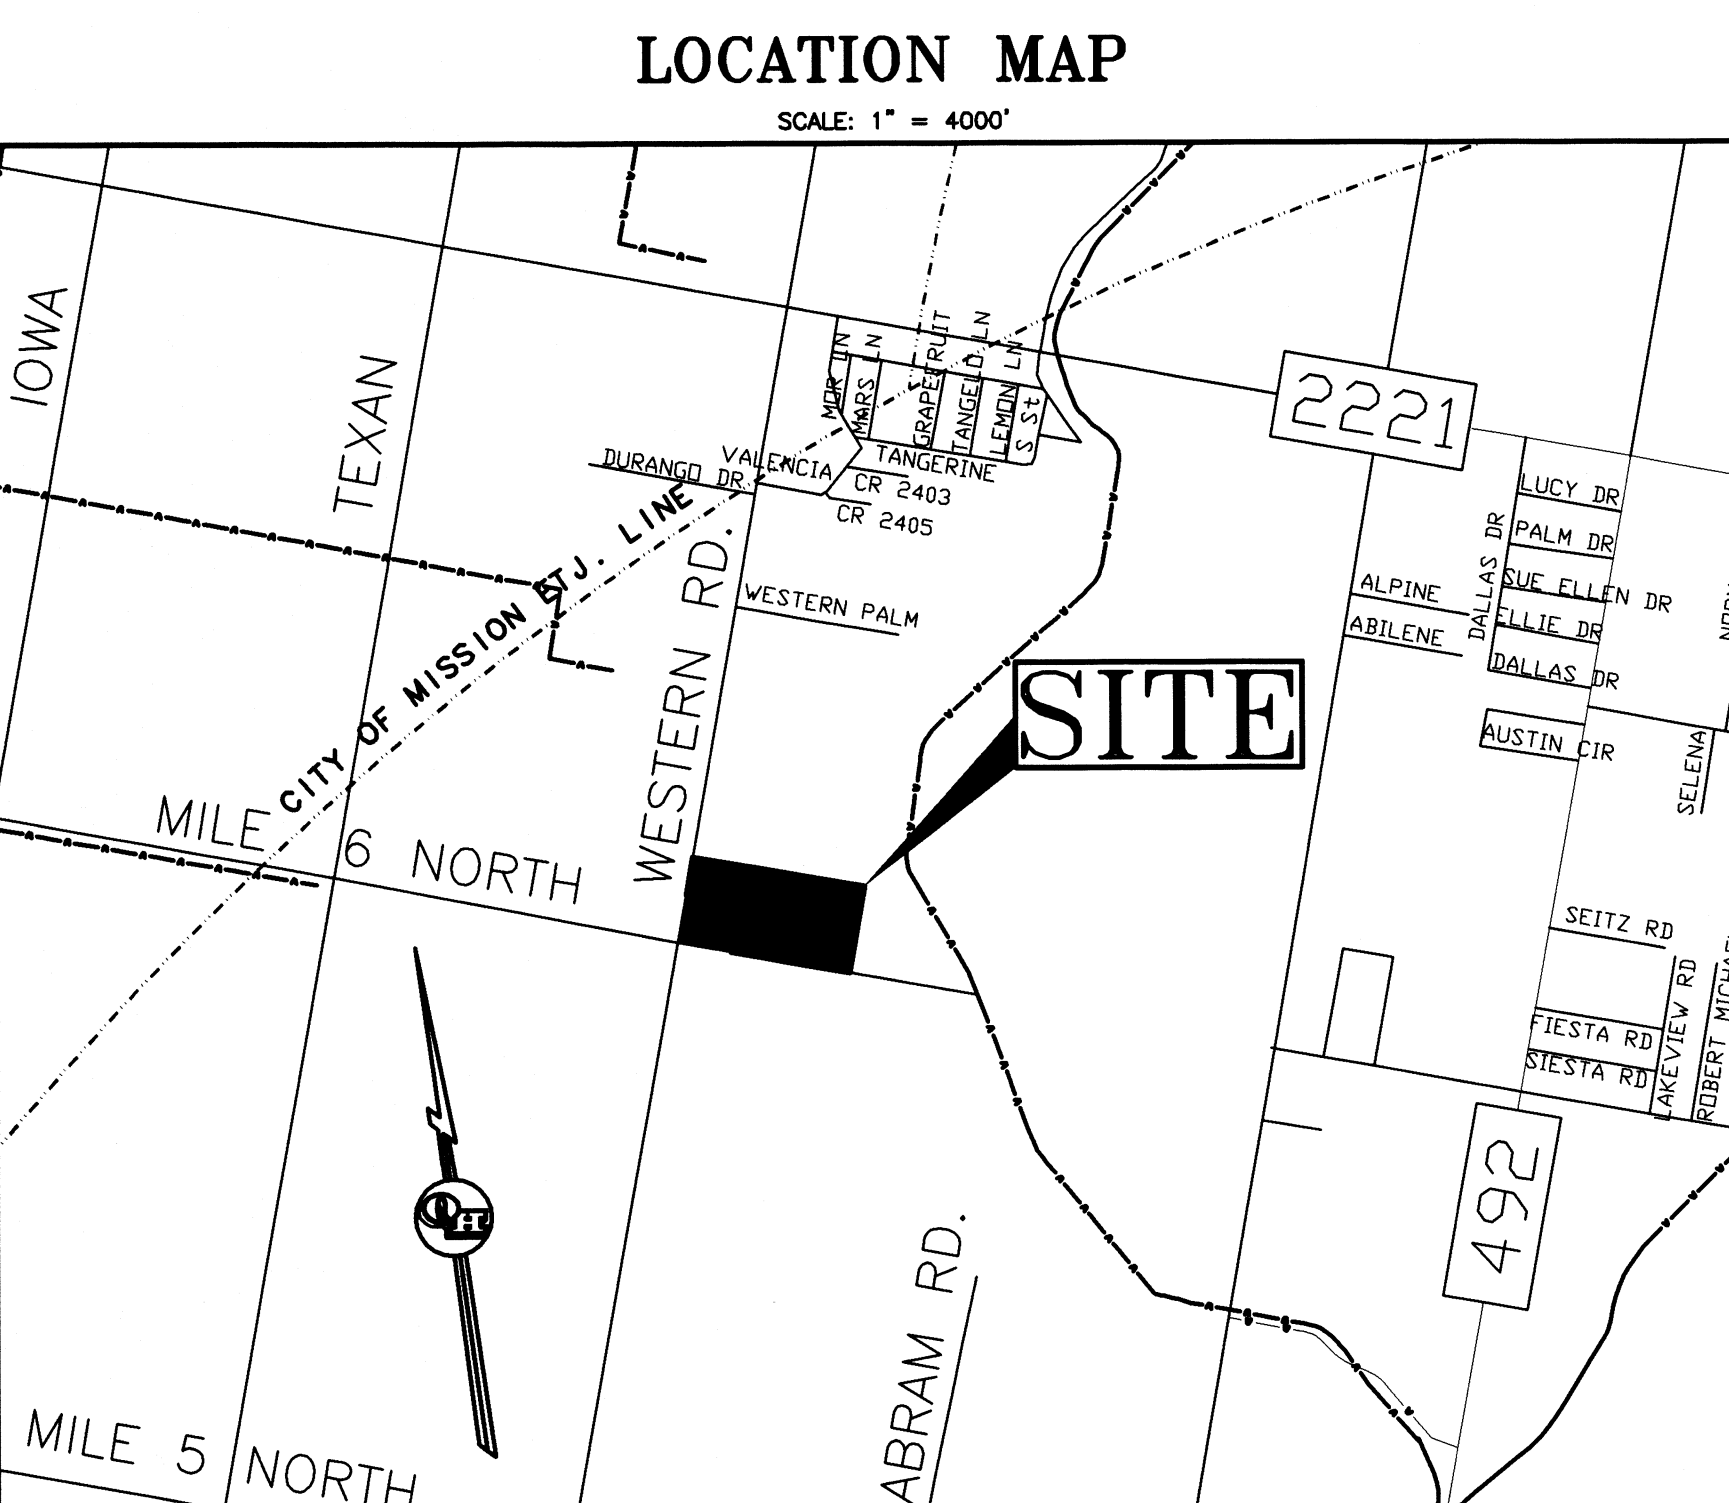 LOCATION MAP
SCALE: 1" = 4000'
IOWA
TEXAN
MOR LN
MARS LN
GRAPEFRUIT
TANGELO LN
LEMON LN
S St
2221
DURANGO DR.
VALENCIA
TANGERINE
CR 2403
CR 2405
LUCY DR
PALM DR
DALLAS DR
SUE ELLEN DR
ELLIE DR
DALLAS DR
AUSTIN CIR
ALPINE
ABILENE
SELENA
CITY OF MISSION ETJ. LINE
WESTERN RD.
WESTERN PALM
SITE
MILE 6 NORTH
SEITZ RD
FIESTA RD
SIESTA RD
LAKEVIEW RD
ROBERT
492
QH
ABRAM RD.
MILE 5 NORTH